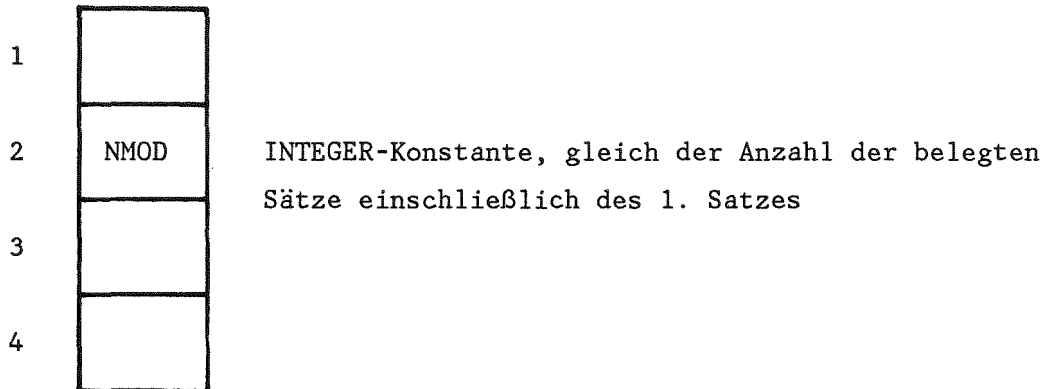 1
2 NMOD INTEGER-Konstante, gleich der Anzahl der belegten
Sätze einschließlich des 1. Satzes
3
4